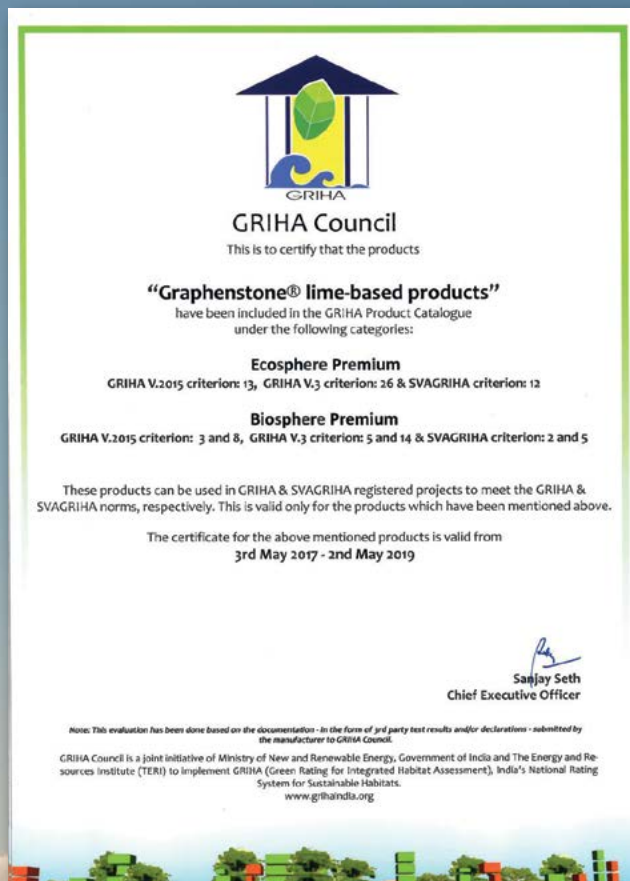 GRIHA
GRIHA Council
This is to certify that the products
“Graphenstone® lime-based products”
have been included in the GRIHA Product Catalogue
under the following categories:
Ecosphere Premium
GRIHA V.2015 criterion: 13, GRIHA V.3 criterion: 26 & SVAGRIHA criterion: 12
Biosphere Premium
GRIHA V.2015 criterion: 3 and 8, GRIHA V.3 criterion: 5 and 14 & SVAGRIHA criterion: 2 and 5
These products can be used in GRIHA & SVAGRIHA registered projects to meet the GRIHA &
SVAGRIHA norms, respectively. This is valid only for the products which have been mentioned above.
The certificate for the above mentioned products is valid from
3rd May 2017 - 2nd May 2019
Sanjay Seth
Chief Executive Officer
Note: This evaluation has been done based on the documentation - in the form of 3rd party test results and/or declarations - submitted by
the manufacturer to GRIHA Council.
GRIHA Council is a joint initiative of Ministry of New and Renewable Energy, Government of India and The Energy and Re-
sources Institute (TERI) to implement GRIHA (Green Rating for Integrated Habitat Assessment), India's National Rating
System for Sustainable Habitats.
www.grihaindia.org